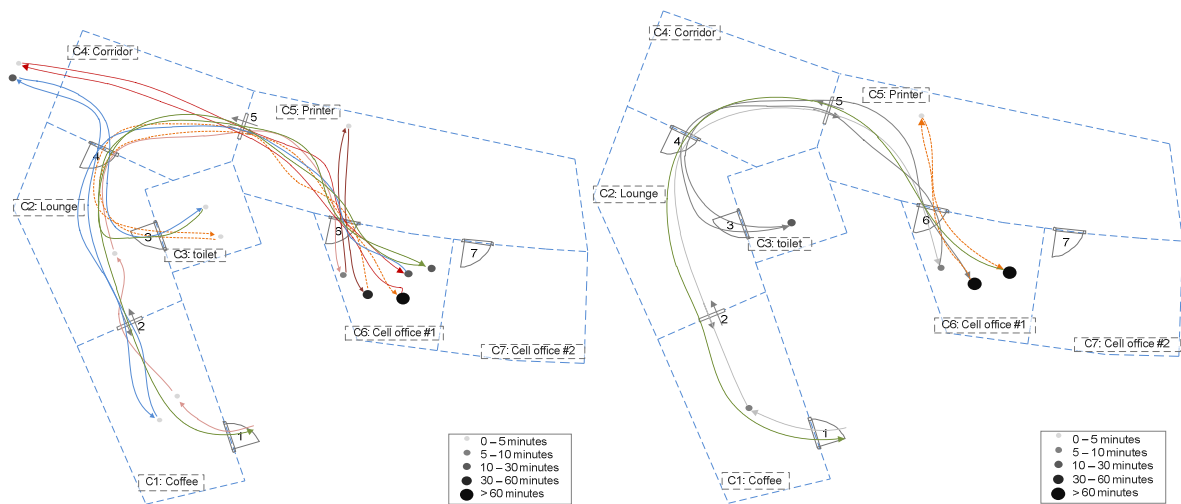 C4: Corridor
C5: Printer
5
4
C2: Lounge
3
C3: toilet
6
7
2
C6: Cell office #1
C7: Cell office #2
1
C1: Coffee
0 – 5 minutes
5 – 10 minutes
10 – 30 minutes
30 – 60 minutes
> 60 minutes
C4: Corridor
C5: Printer
5
4
C2: Lounge
3
C3: toilet
6
7
2
C6: Cell office #1
C7: Cell office #2
1
C1: Coffee
0 – 5 minutes
5 – 10 minutes
10 – 30 minutes
30 – 60 minutes
> 60 minutes